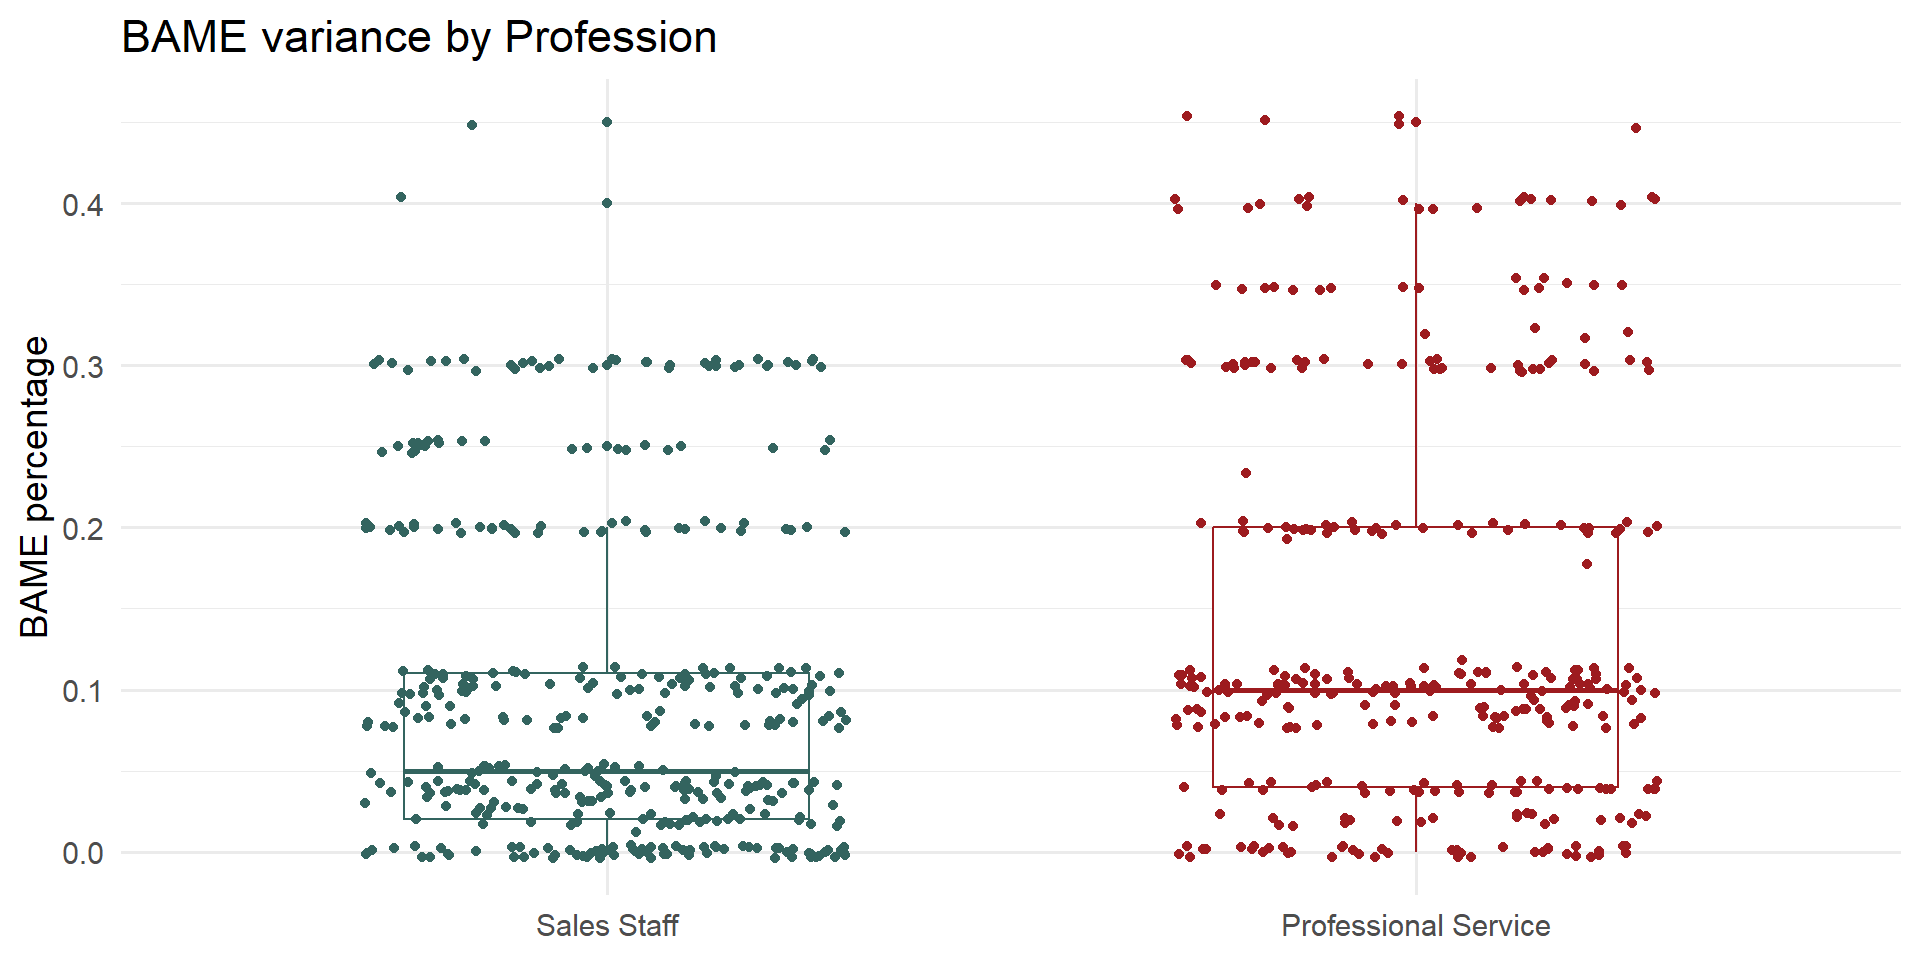 BAME variance by Profession
BAME percentage
0.4
0.3
0.2
0.1
0.0
Sales Staff
Professional Service